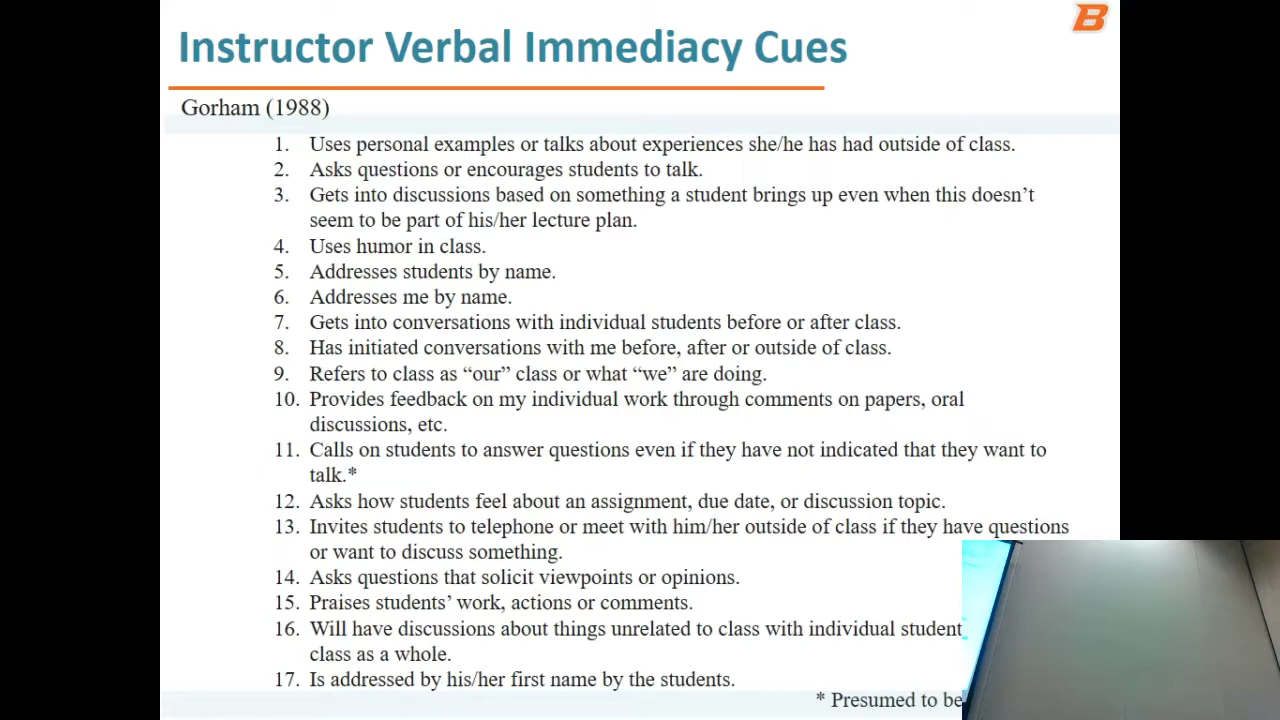 B
Instructor Verbal Immediacy Cues
Gorham (1988)
1. Uses personal examples or talks about experiences she/he has had outside of class.
2. Asks questions or encourages students to talk.
3. Gets into discussions based on something a student brings up even when this doesn’t
seem to be part of his/her lecture plan.
4. Uses humor in class.
5. Addresses students by name.
6. Addresses me by name.
7. Gets into conversations with individual students before or after class.
8. Has initiated conversations with me before, after or outside of class.
9. Refers to class as “our” class or what “we” are doing.
10. Provides feedback on my individual work through comments on papers, oral
discussions, etc.
11. Calls on students to answer questions even if they have not indicated that they want to
talk.*
12. Asks how students feel about an assignment, due date, or discussion topic.
13. Invites students to telephone or meet with him/her outside of class if they have questions
or want to discuss something.
14. Asks questions that solicit viewpoints or opinions.
15. Praises students’ work, actions or comments.
16. Will have discussions about things unrelated to class with individual student
class as a whole.
17. Is addressed by his/her first name by the students.
* Presumed to be